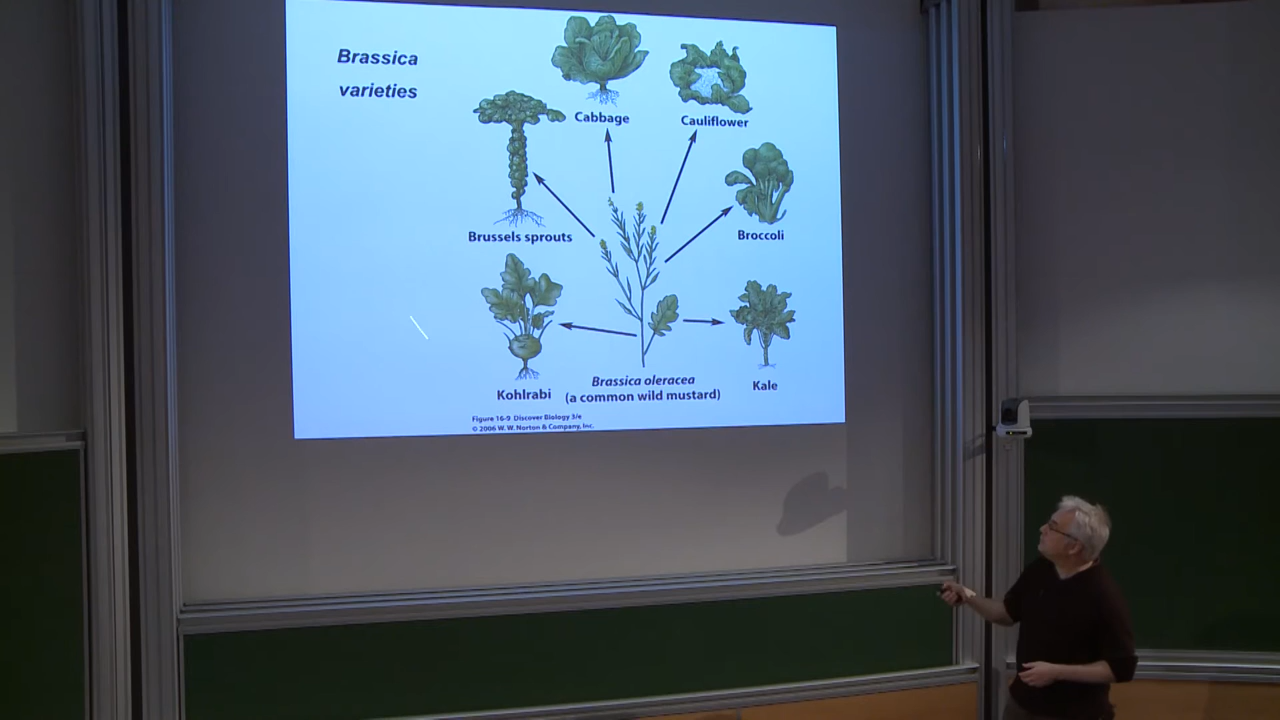 Brassica
varieties
Cabbage
Cauliflower
Brussels sprouts
Broccoli
Kohlrabi
Brassica oleracea
(a common wild mustard)
Kale
Figure 16-9 Discover Biology 3/e
© 2006 W. W. Norton & Company, Inc.